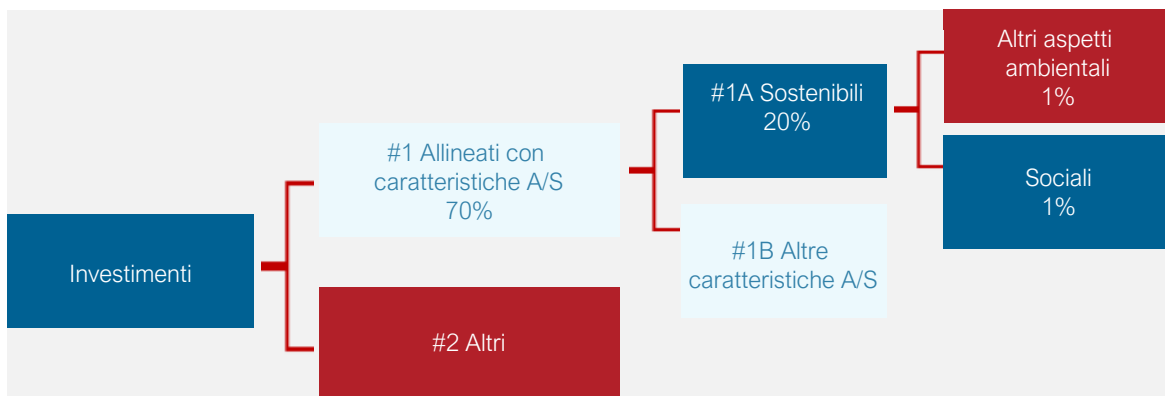 Investimenti
#1 Allineati con
caratteristiche A/S
70%
#2 Altri
#1A Sostenibili
20%
#1B Altre
caratteristiche A/S
Altri aspetti
ambientali
1%
Sociali
1%